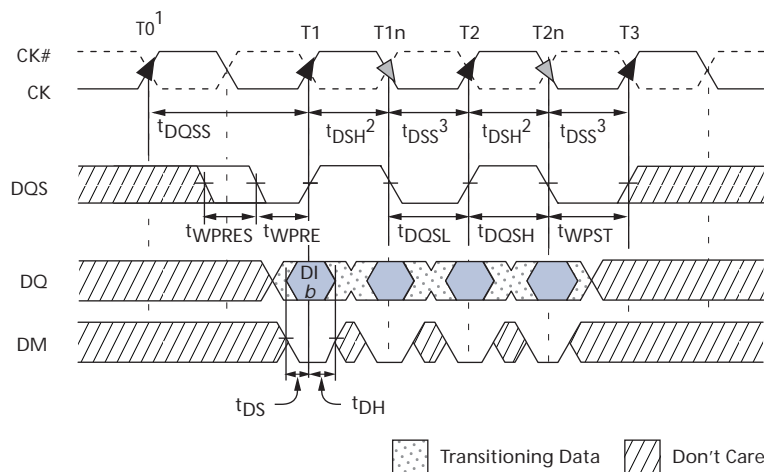 T0¹ T1 T1n T2 T2n T3
CK#
CK
tDQSS tDSH² tDSS³ tDSH² tDSS³
DQS
tWPRES tWPRE tDQSL tDQSH tWPST
DQ
DI
b
DM
tDS tDH
Transitioning Data Don't Care